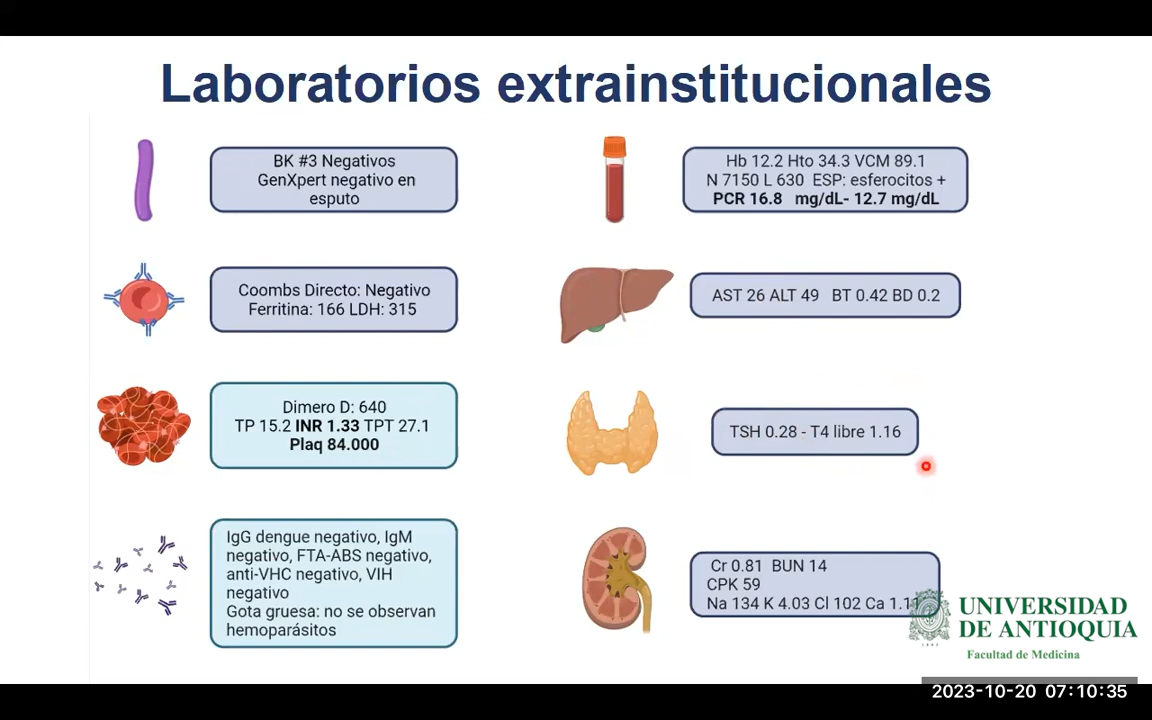 Laboratorios extrainstitucionales
BK #3 Negativos
GenXpert negativo en
esputo
Hb 12.2 Hto 34.3 VCM 89.1
N 7150 L 630 ESP: esferocitos +
PCR 16.8 mg/dL- 12.7 mg/dL
Coombs Directo: Negativo
Ferritina: 166 LDH: 315
AST 26 ALT 49 BT 0.42 BD 0.2
Dimero D: 640
TP 15.2 INR 1.33 TPT 27.1
Plaq 84.000
TSH 0.28 - T4 libre 1.16
IgG dengue negativo, IgM
negativo, FTA-ABS negativo,
anti-VHC negativo, VIH
negativo
Gota gruesa: no se observan
hemoparásitos
Cr 0.81 BUN 14
CPK 59
Na 134 K 4.03 Cl 102 Ca
UNIVERSIDAD
DE ANTIOQUIA
Facultad de Medicina
2023-10-20 07:10:35